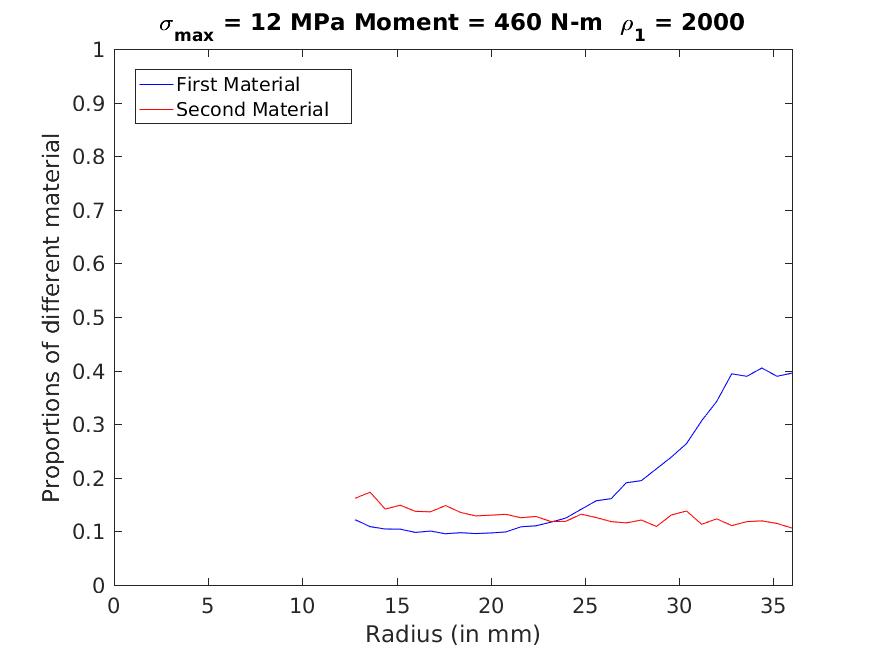 σmax = 12 MPa Moment = 460 N-m ρ1 = 2000
First Material
Second Material
Proportions of different material
1
0.9
0.8
0.7
0.6
0.5
0.4
0.3
0.2
0.1
0
0 5 10 15 20 25 30 35
Radius (in mm)